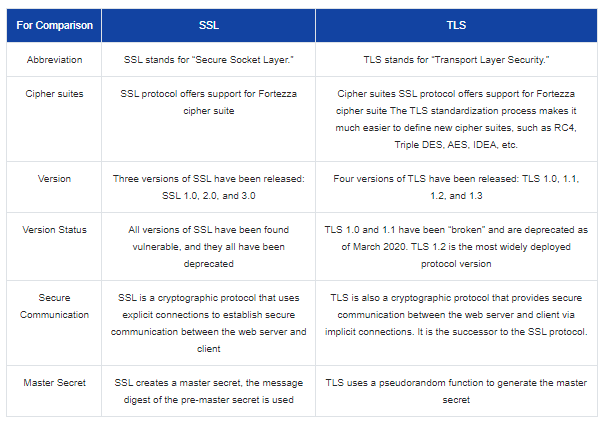 For Comparison
SSL
TLS
Abbreviation
SSL stands for “Secure Socket Layer.”
TLS stands for “Transport Layer Security.”
Cipher suites
SSL protocol offers support for Fortezza
cipher suite
Cipher suites SSL protocol offers support for Fortezza
cipher suite The TLS standardization process makes it
much easier to define new cipher suites, such as RC4,
Triple DES, AES, IDEA, etc.
Version
Three versions of SSL have been released:
SSL 1.0, 2.0, and 3.0
Four versions of TLS have been released: TLS 1.0, 1.1,
1.2, and 1.3
Version Status
All versions of SSL have been found
vulnerable, and they all have been
deprecated
TLS 1.0 and 1.1 have been “broken” and are deprecated as
of March 2020. TLS 1.2 is the most widely deployed
protocol version
Secure
Communication
SSL is a cryptographic protocol that uses
explicit connections to establish secure
communication between the web server and
client
TLS is also a cryptographic protocol that provides secure
communication between the web server and client via
implicit connections. It is the successor to the SSL protocol.
Master Secret
SSL creates a master secret, the message
digest of the pre-master secret is used
TLS uses a pseudorandom function to generate the master
secret